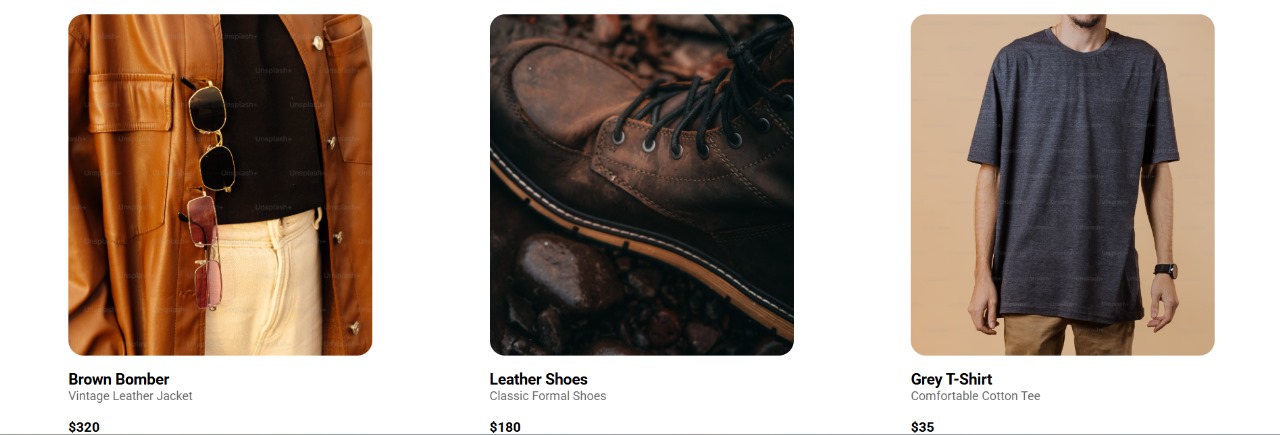 Brown Bomber
Vintage Leather Jacket
$320
Leather Shoes
Classic Formal Shoes
$180
Grey T-Shirt
Comfortable Cotton Tee
$35